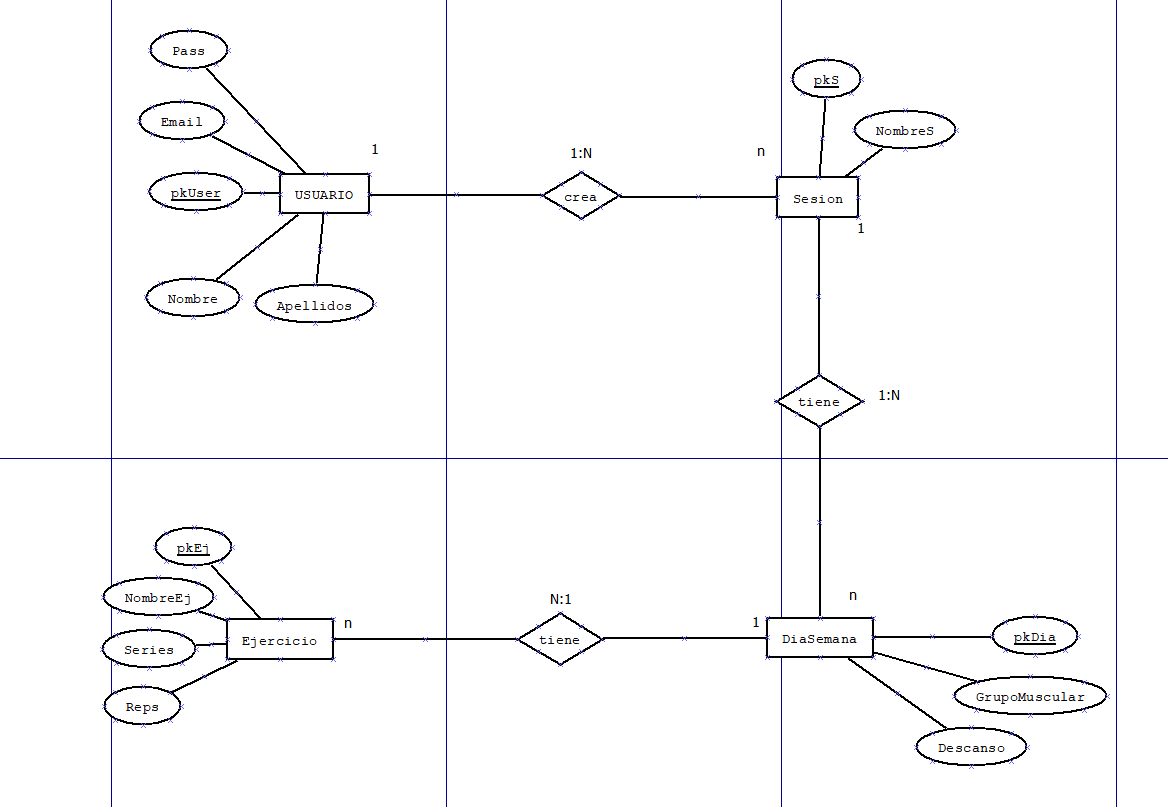 Pass
pkS
Email
NombreS
1
1:N
n
pkUser
USUARIO
crea
Sesion
1
Nombre
Apellidos
tiene
1:N
pkEj
NombreEj
N:1
n
n
1
Ejercicio
tiene
DiaSemana
pkDia
Series
GrupoMuscular
Reps
Descanso